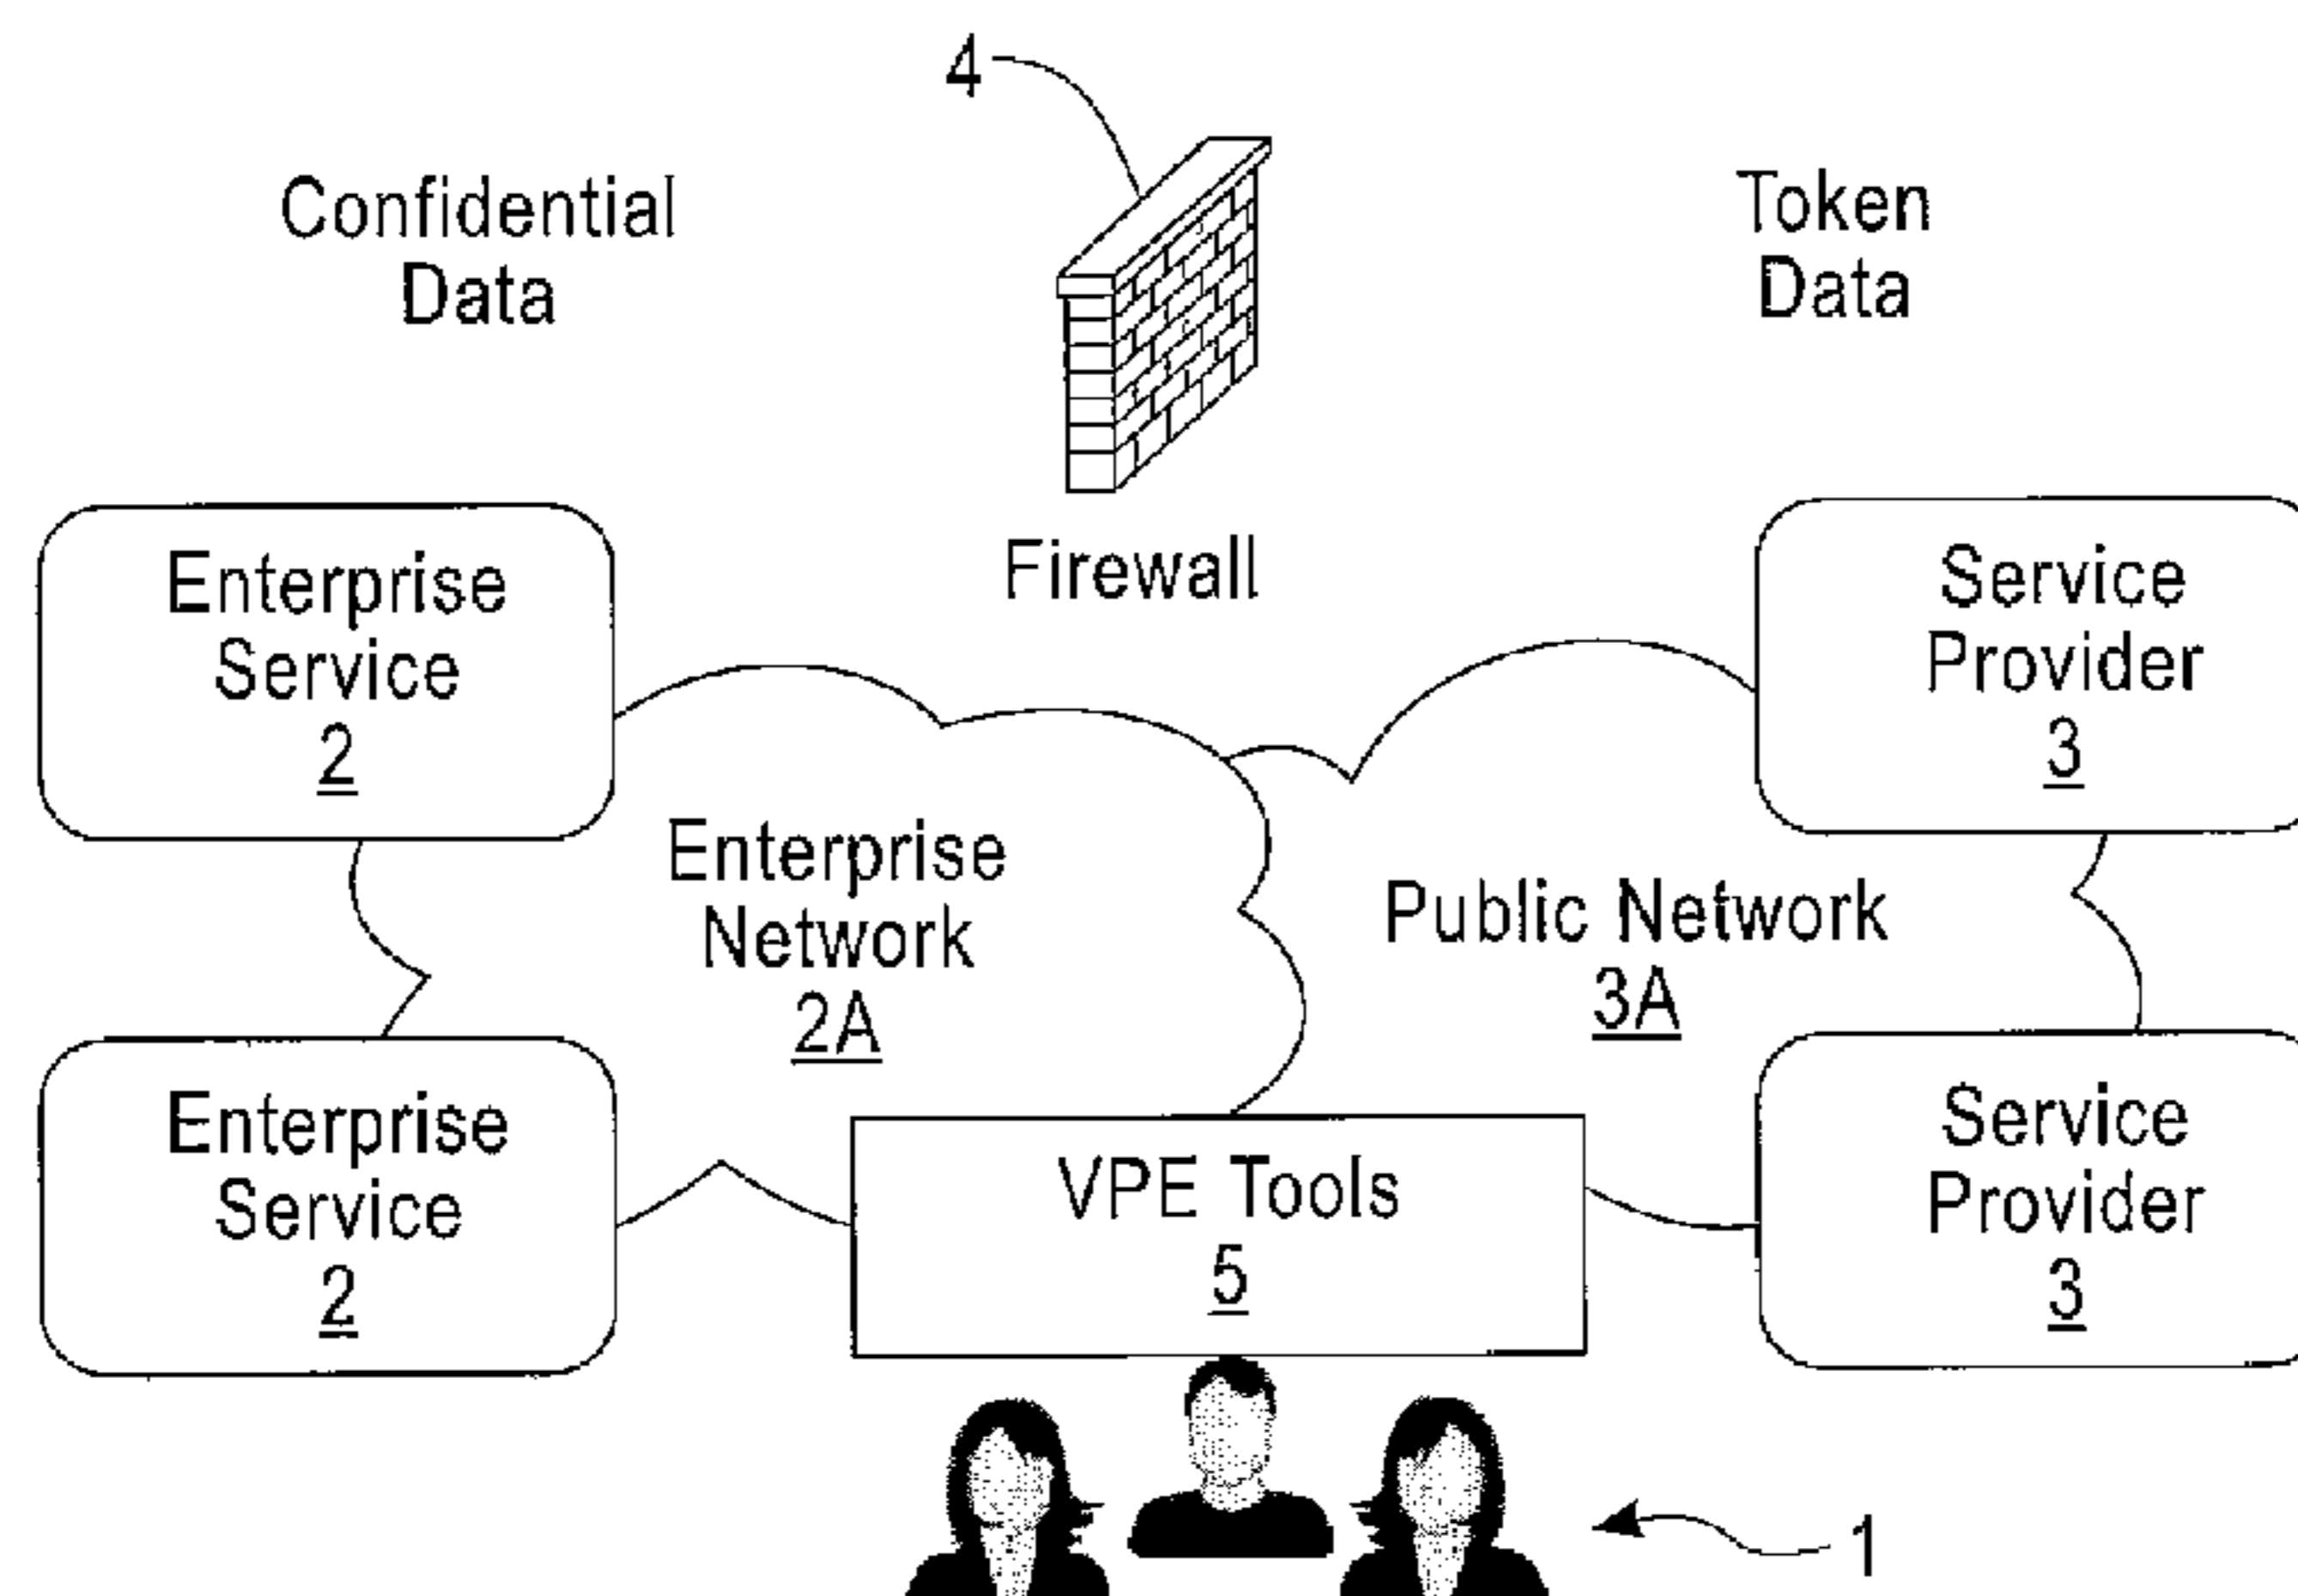 4
Confidential
Data
Token
Data
Firewall
Enterprise
Service
2
Service
Provider
3
Enterprise
Network
2A
Public Network
3A
Enterprise
Service
2
VPE Tools
5
Service
Provider
3
1